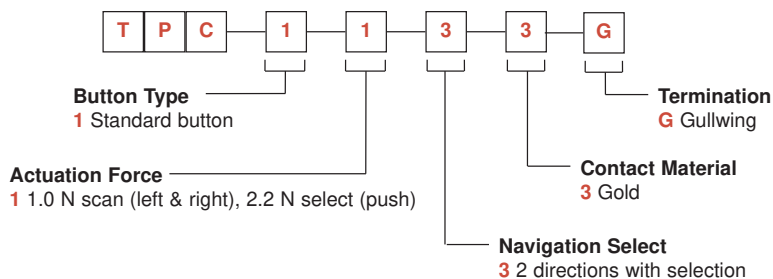 T P C 1 1 3 3 G
Button Type
1 Standard button
Termination
G Gullwing
Actuation Force
1 1.0 N scan (left & right), 2.2 N select (push)
Contact Material
3 Gold
Navigation Select
3 2 directions with selection